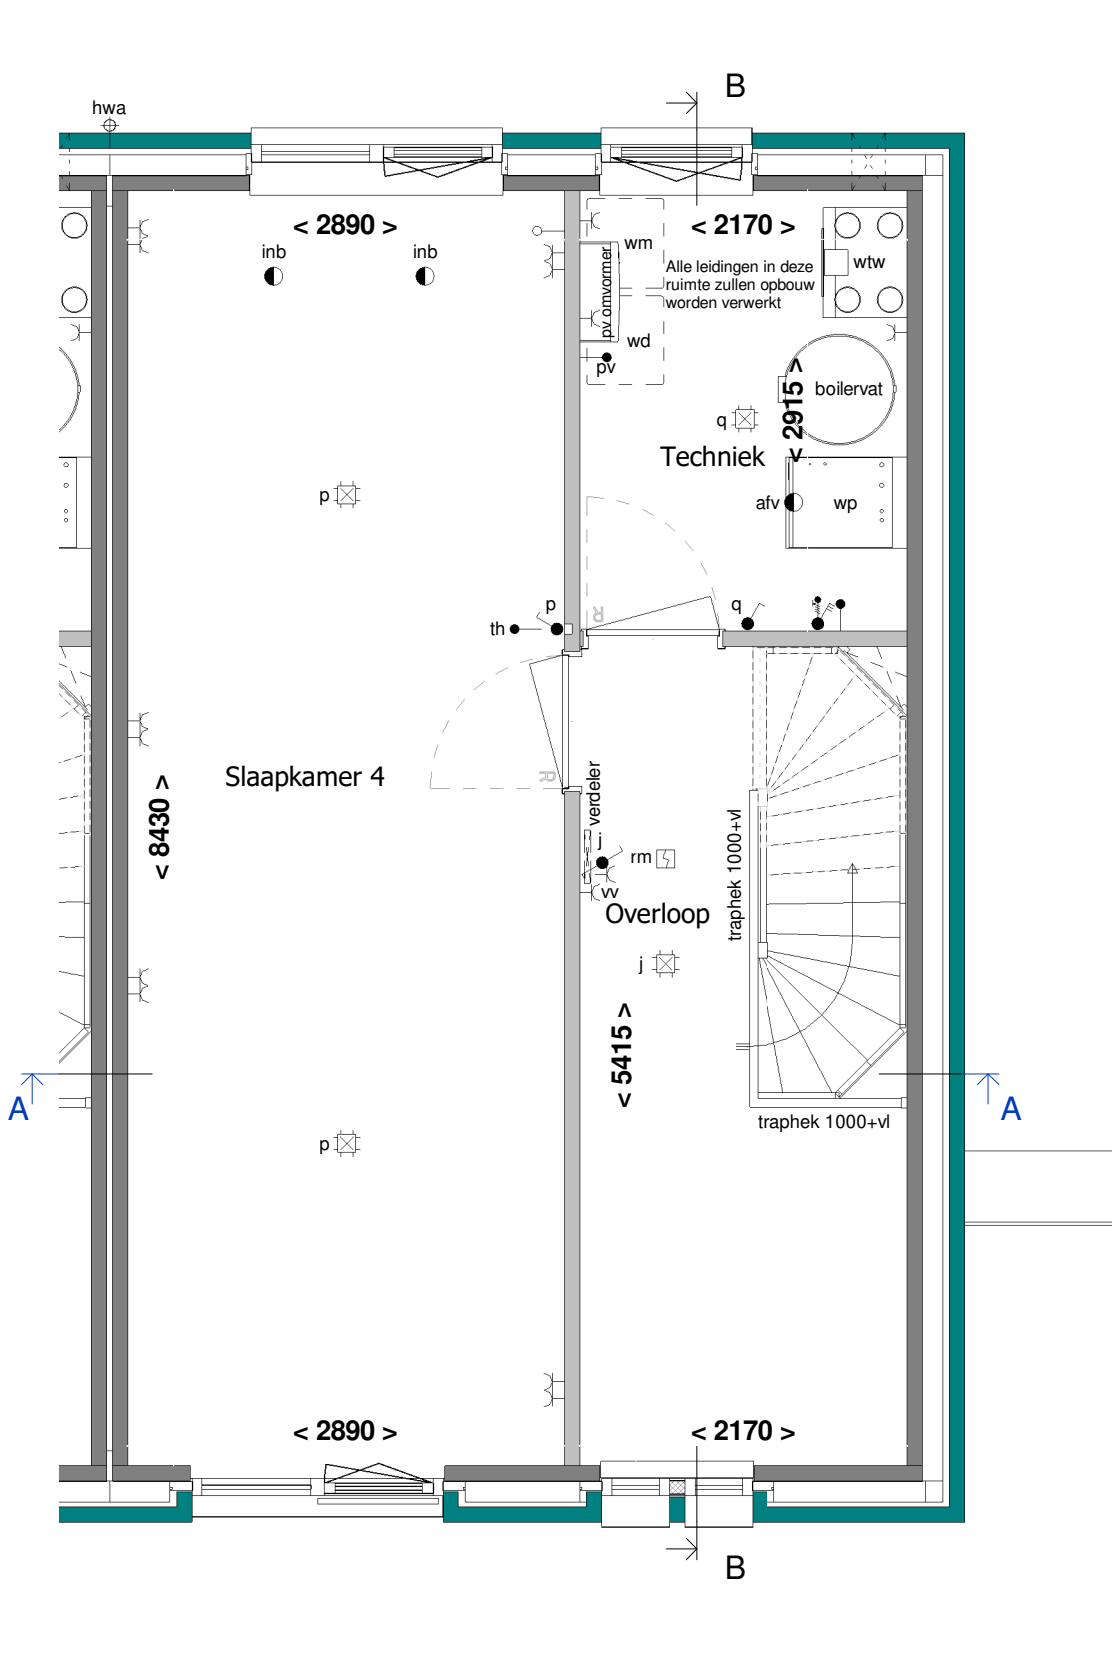 B
hwa
< 2890 >
< 2170 >
inb
inb
wm
pv omvormer
Alle leidingen in deze
ruimte zullen opbouw
worden verwerkt
wtw
wd
pv
boilervat
< 2915 >
q
Techniek
p
afv
wp
p
q
th
R
R
Slaapkamer 4
verdeler
< 8430 >
j
rm
traphek 1000+vl
vv
Overloop
j
< 5415 >
A
A
traphek 1000+vl
p
< 2890 >
< 2170 >
B